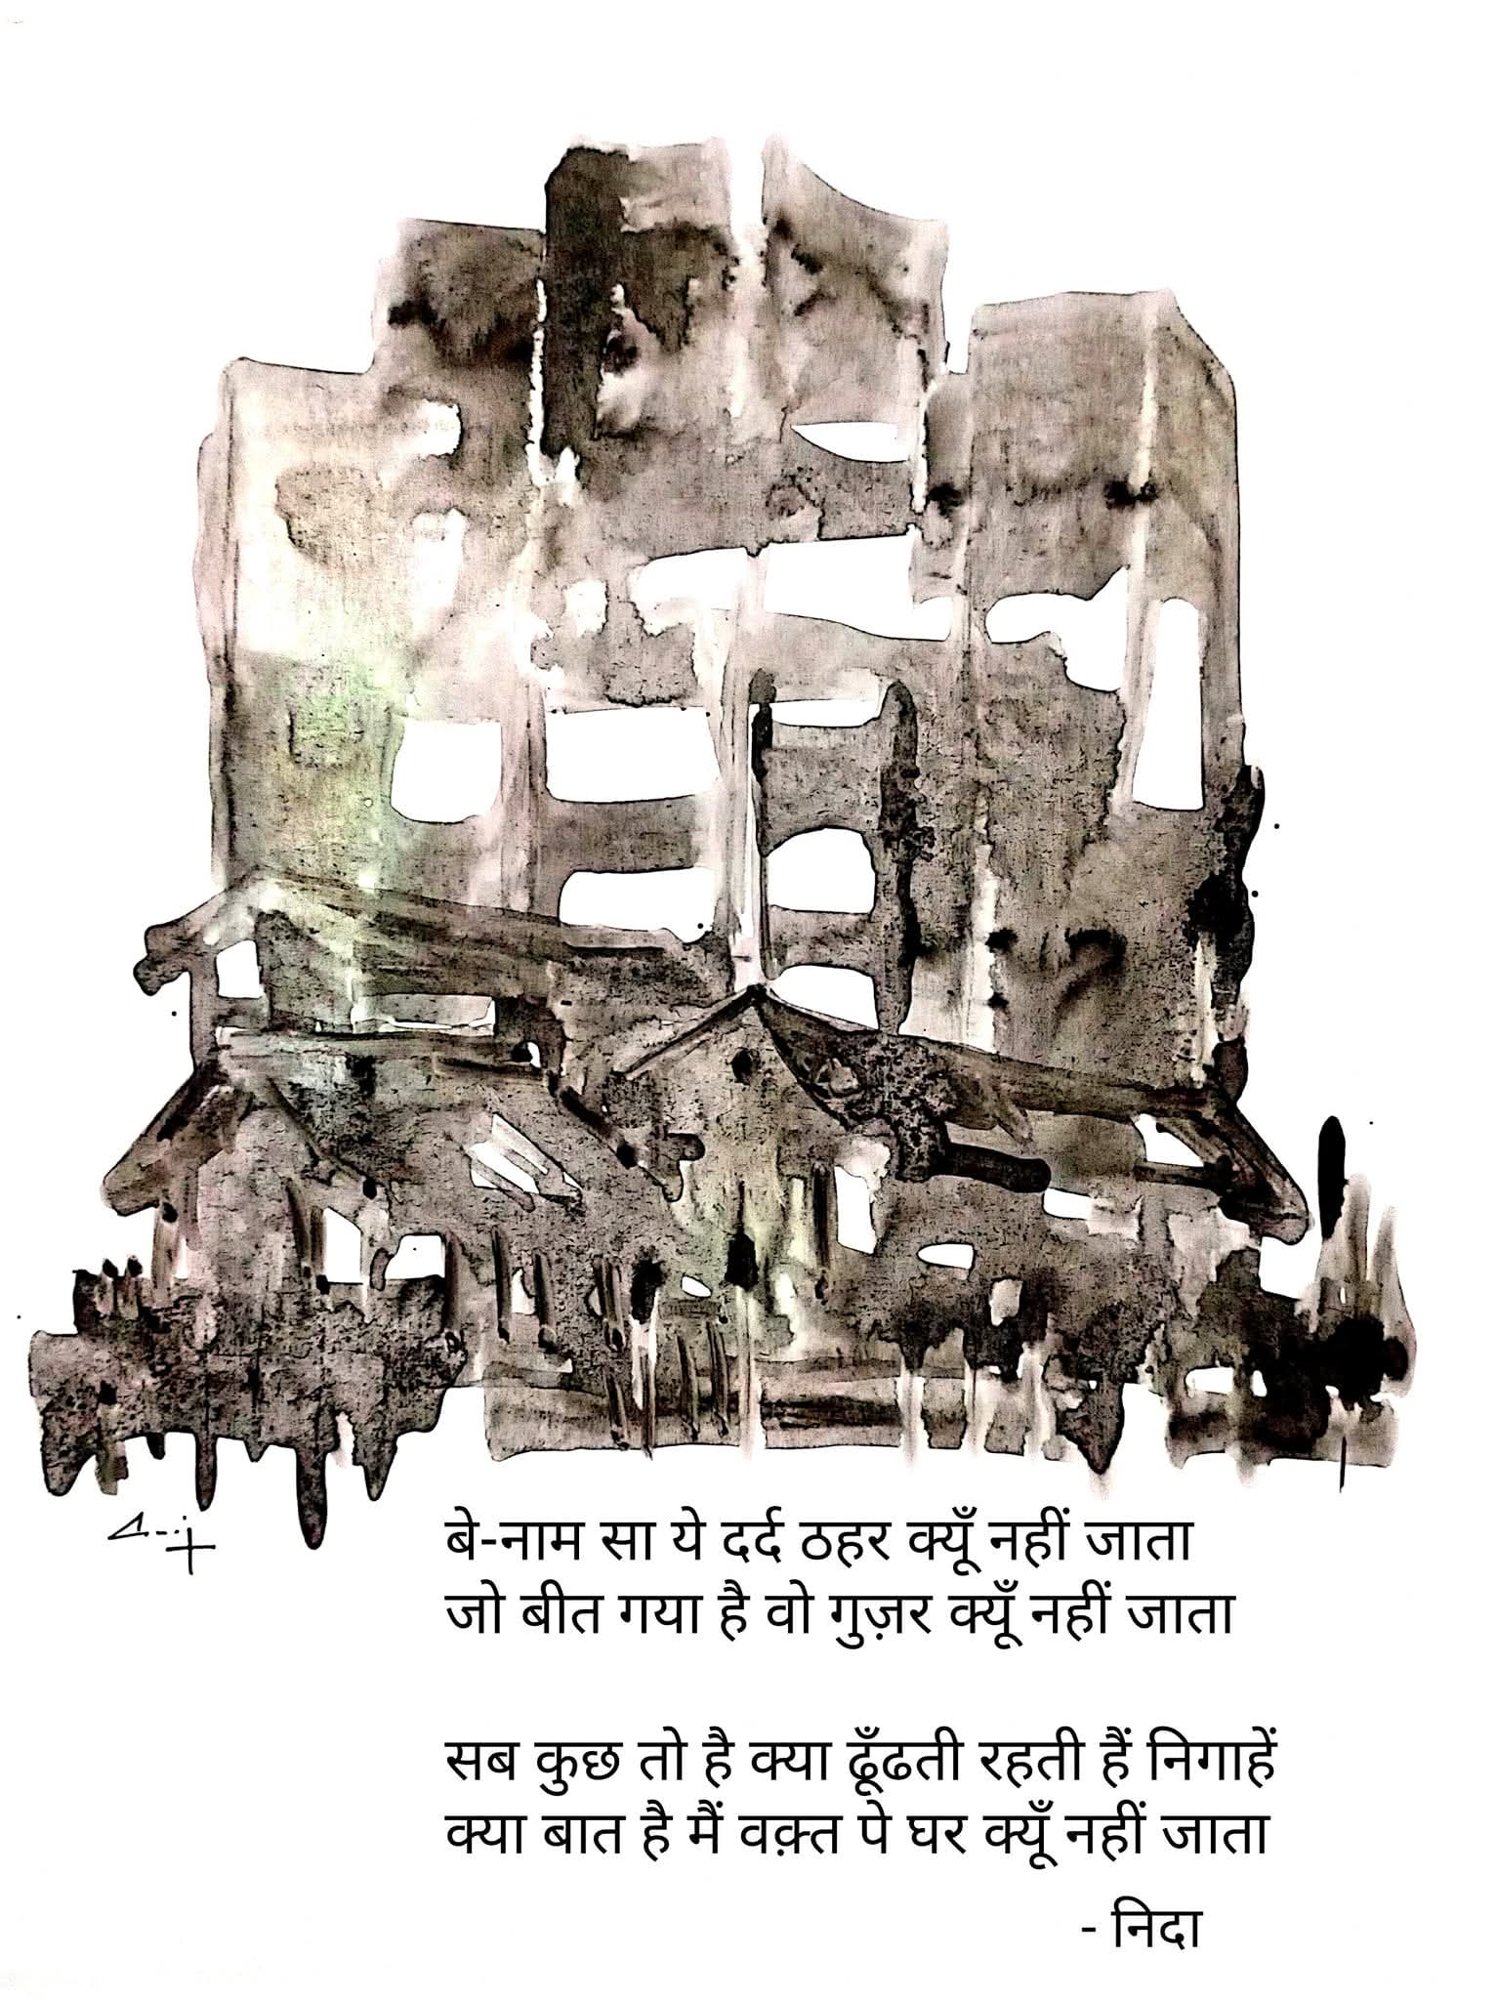 बे-नाम सा ये दर्द ठहर क्यूँ नहीं जाता
जो बीत गया है वो गुज़र क्यूँ नहीं जाता
सब कुछ तो है क्या ढूँढती रहती हैं निगाहें
क्या बात है मैं वक़्त पे घर क्यूँ नहीं जाता
- निदा